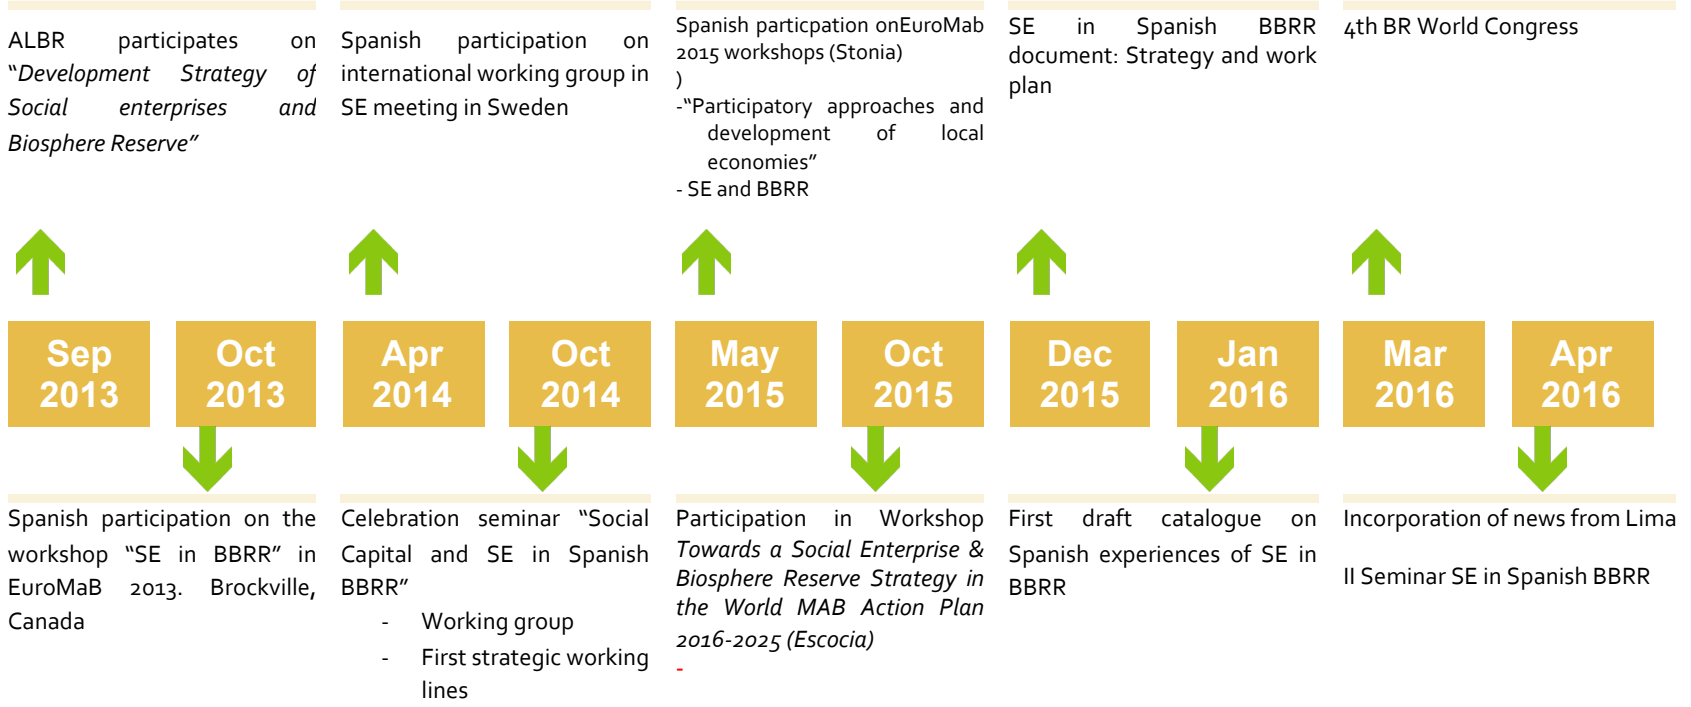 ALBR participates on
“Development Strategy of
Social enterprises and
Biosphere Reserve”
Spanish participation on
international working group in
SE meeting in Sweden
Spanish particpation onEuroMab
2015 workshops (Stonia)
)
-“Participatory approaches and
development of local
economies”
- SE and BBRR
SE in Spanish BBRR
document: Strategy and work
plan
4th BR World Congress
Sep
2013
Oct
2013
Apr
2014
Oct
2014
May
2015
Oct
2015
Dec
2015
Jan
2016
Mar
2016
Apr
2016
Spanish participation on the
workshop “SE in BBRR” in
EuroMaB 2013. Brockville,
Canada
Celebration seminar “Social
Capital and SE in Spanish
BBRR”
- Working group
- First strategic working
lines
Participation in Workshop
Towards a Social Enterprise &
Biosphere Reserve Strategy in
the World MAB Action Plan
2016-2025 (Escocia)
-
First draft catalogue on
Spanish experiences of SE in
BBRR
Incorporation of news from Lima
II Seminar SE in Spanish BBRR